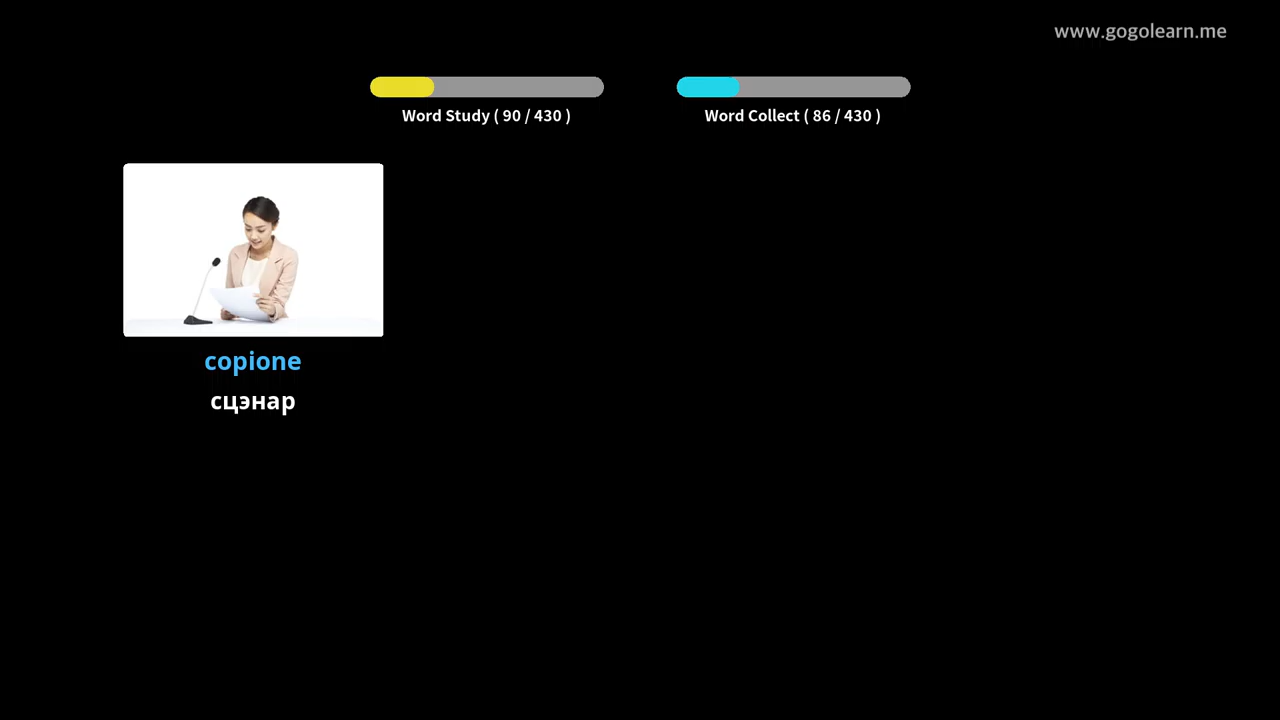 www.gogolearn.me
Word Study ( 90 / 430 )
Word Collect ( 86 / 430 )
copione
сцэнар